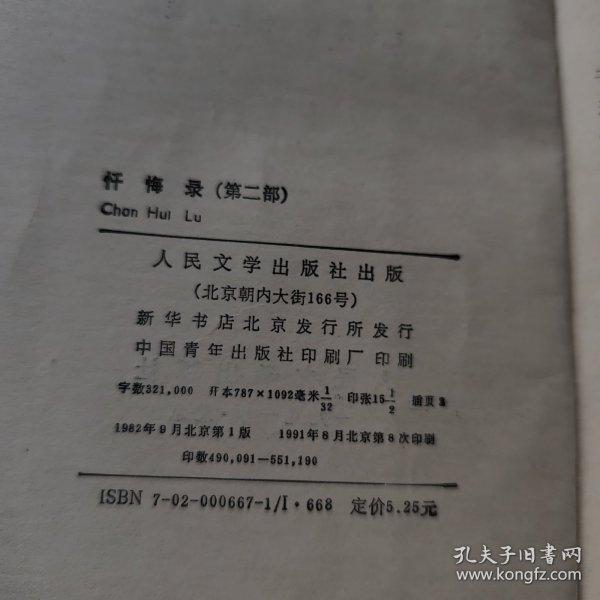 忏悔录（第二部）
Chan Hui Lu
人民文学出版社出版
（北京朝内大街166号）
新华书店北京发行所发行
中国青年出版社印刷厂印刷
字数321,000 开本787×1092毫米1/32 印张15 1/2 插页3
1982年9月北京第1版 1991年8月北京第8次印刷
印数490,091—551,190
ISBN 7-02-000667-1/I·668 定价5.25元
孔夫子旧书网
www.kongfz.com